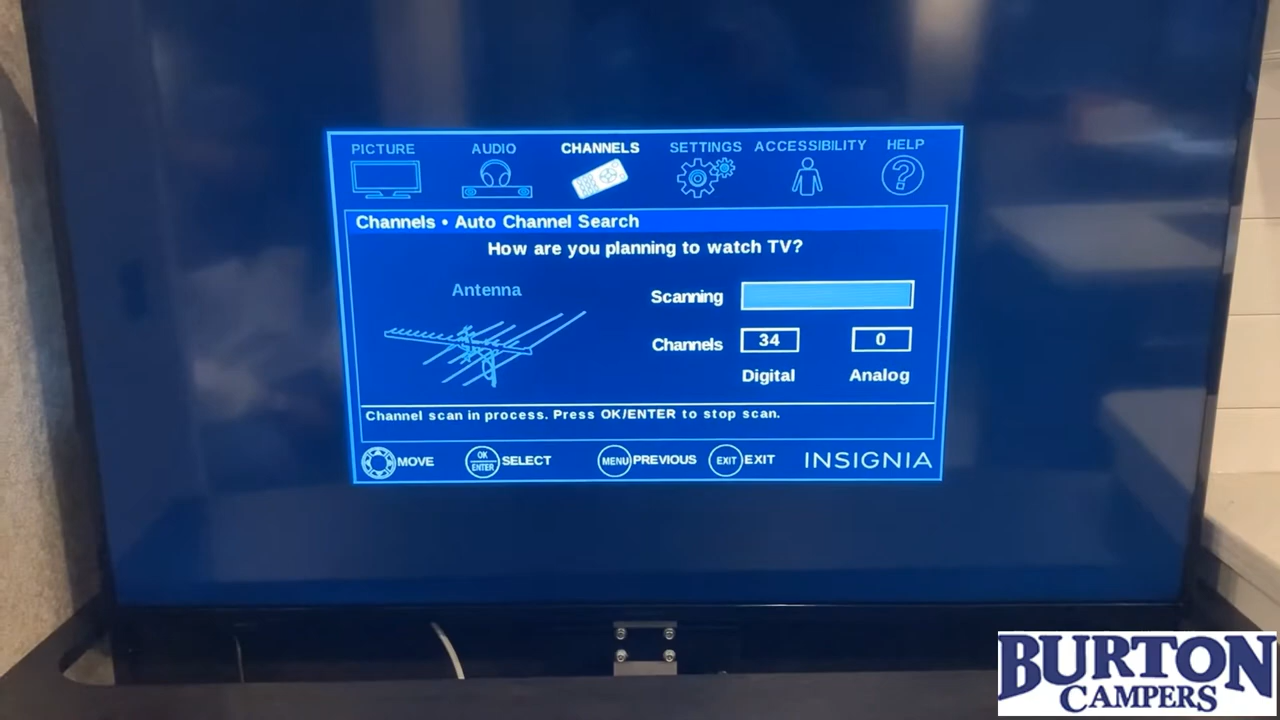 PICTURE AUDIO CHANNELS SETTINGS ACCESSIBILITY HELP
?
Channels • Auto Channel Search
How are you planning to watch TV?
Antenna
Scanning
Channels 34 0
Digital Analog
Channel scan in process. Press OK/ENTER to stop scan.
MOVE OK/ENTER SELECT MENU PREVIOUS EXIT EXIT INSIGNIA
BURTON
CAMPERS